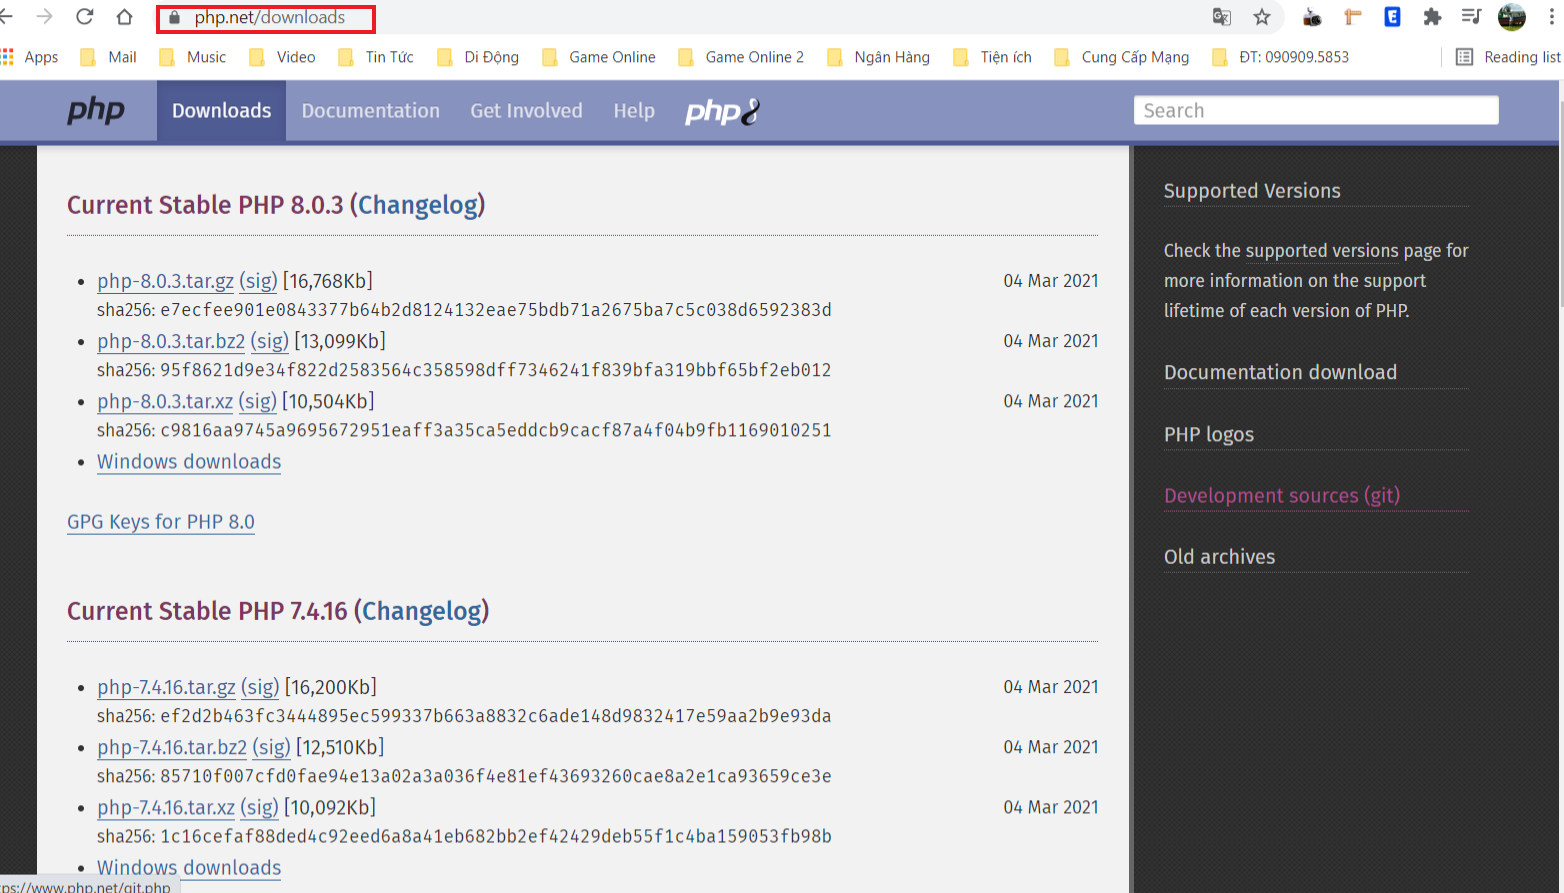 php.net/downloads
Apps Mail Music Video Tin Tức Di Động Game Online Game Online 2 Ngân Hàng Tiện ích Cung Cấp Mạng ĐT: 090909.5853 Reading list
php Downloads Documentation Get Involved Help php8 Search
Current Stable PHP 8.0.3 (Changelog)
php-8.0.3.tar.gz (sig) [16,768Kb] 04 Mar 2021
sha256: e7ecfee901e0843377b64b2d8124132eae75bdb71a2675ba7c5c038d6592383d
php-8.0.3.tar.bz2 (sig) [13,099Kb] 04 Mar 2021
sha256: 95f8621d9e34f822d2583564c358598dff7346241f839bfa319bbf65bf2eb012
php-8.0.3.tar.xz (sig) [10,504Kb] 04 Mar 2021
sha256: c9816aa9745a9695672951eaff3a35ca5eddcb9cacf87a4f04b9fb1169010251
Windows downloads
GPG Keys for PHP 8.0
Current Stable PHP 7.4.16 (Changelog)
php-7.4.16.tar.gz (sig) [16,200Kb] 04 Mar 2021
sha256: ef2d2b463fc3444895ec599337b663a8832c6ade148d9832417e59aa2b9e93da
php-7.4.16.tar.bz2 (sig) [12,510Kb] 04 Mar 2021
sha256: 85710f007cfd0fae94e13a02a3a036f4e81ef43693260cae8a2e1ca93659ce3e
php-7.4.16.tar.xz (sig) [10,092Kb] 04 Mar 2021
sha256: 1c16cefaf88ded4c92eed6a8a41eb682bb2ef42429deb55f1c4ba159053fb98b
Windows downloads
Supported Versions
Check the supported versions page for
more information on the support
lifetime of each version of PHP.
Documentation download
PHP logos
Development sources (git)
Old archives
tps://www.php.net/git.php